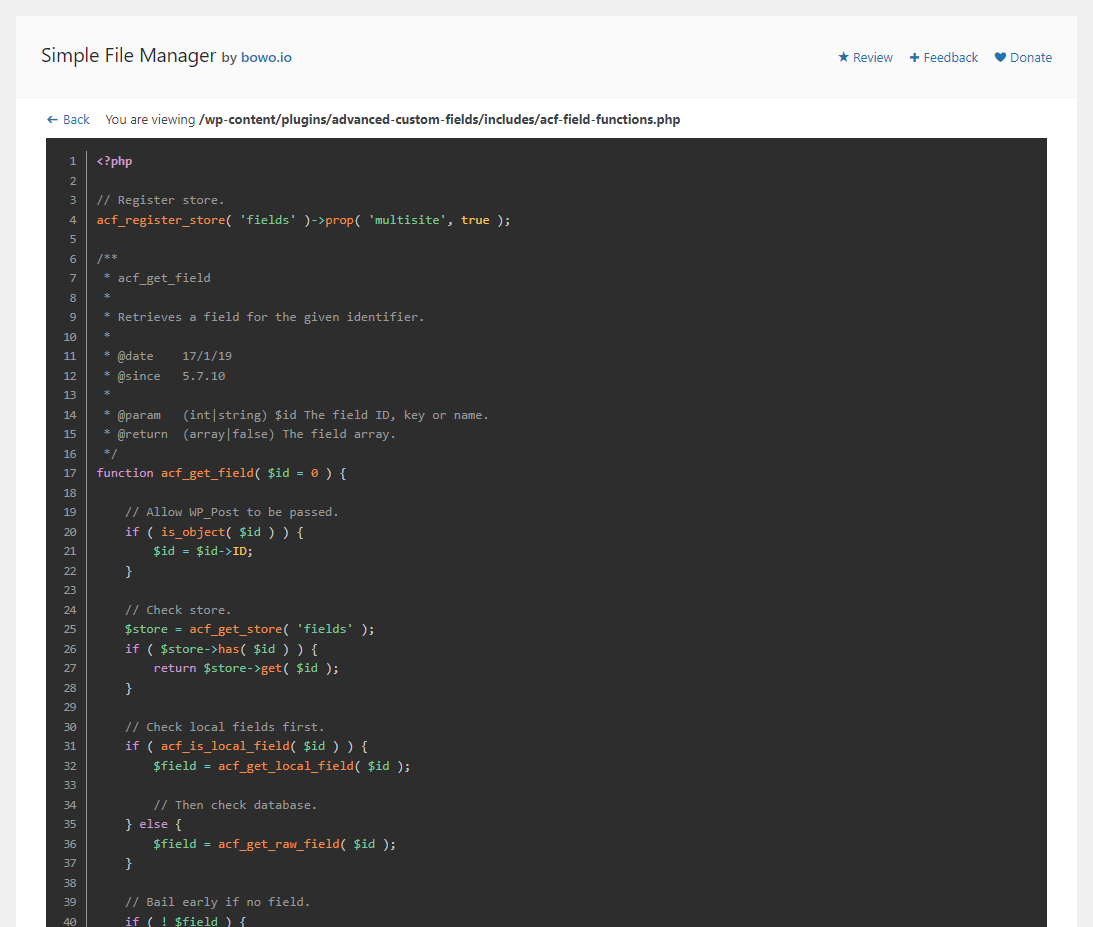 Simple File Manager by bowo.io
Review Feedback Donate
← Back You are viewing /wp-content/plugins/advanced-custom-fields/includes/acf-field-functions.php
1 <?php
2
3 // Register store.
4 acf_register_store( 'fields' )->prop( 'multisite', true );
5
6 /**
7  * acf_get_field
8  *
9  * Retrieves a field for the given identifier.
10  *
11  * @date    17/1/19
12  * @since   5.7.10
13  *
14  * @param   (int|string) $id The field ID, key or name.
15  * @return  (array|false) The field array.
16  */
17 function acf_get_field( $id = 0 ) {
18
19     // Allow WP_Post to be passed.
20     if ( is_object( $id ) ) {
21         $id = $id->ID;
22     }
23
24     // Check store.
25     $store = acf_get_store( 'fields' );
26     if ( $store->has( $id ) ) {
27         return $store->get( $id );
28     }
29
30     // Check local fields first.
31     if ( acf_is_local_field( $id ) ) {
32         $field = acf_get_local_field( $id );
33
34         // Then check database.
35     } else {
36         $field = acf_get_raw_field( $id );
37     }
38
39     // Bail early if no field.
40     if ( ! $field ) {